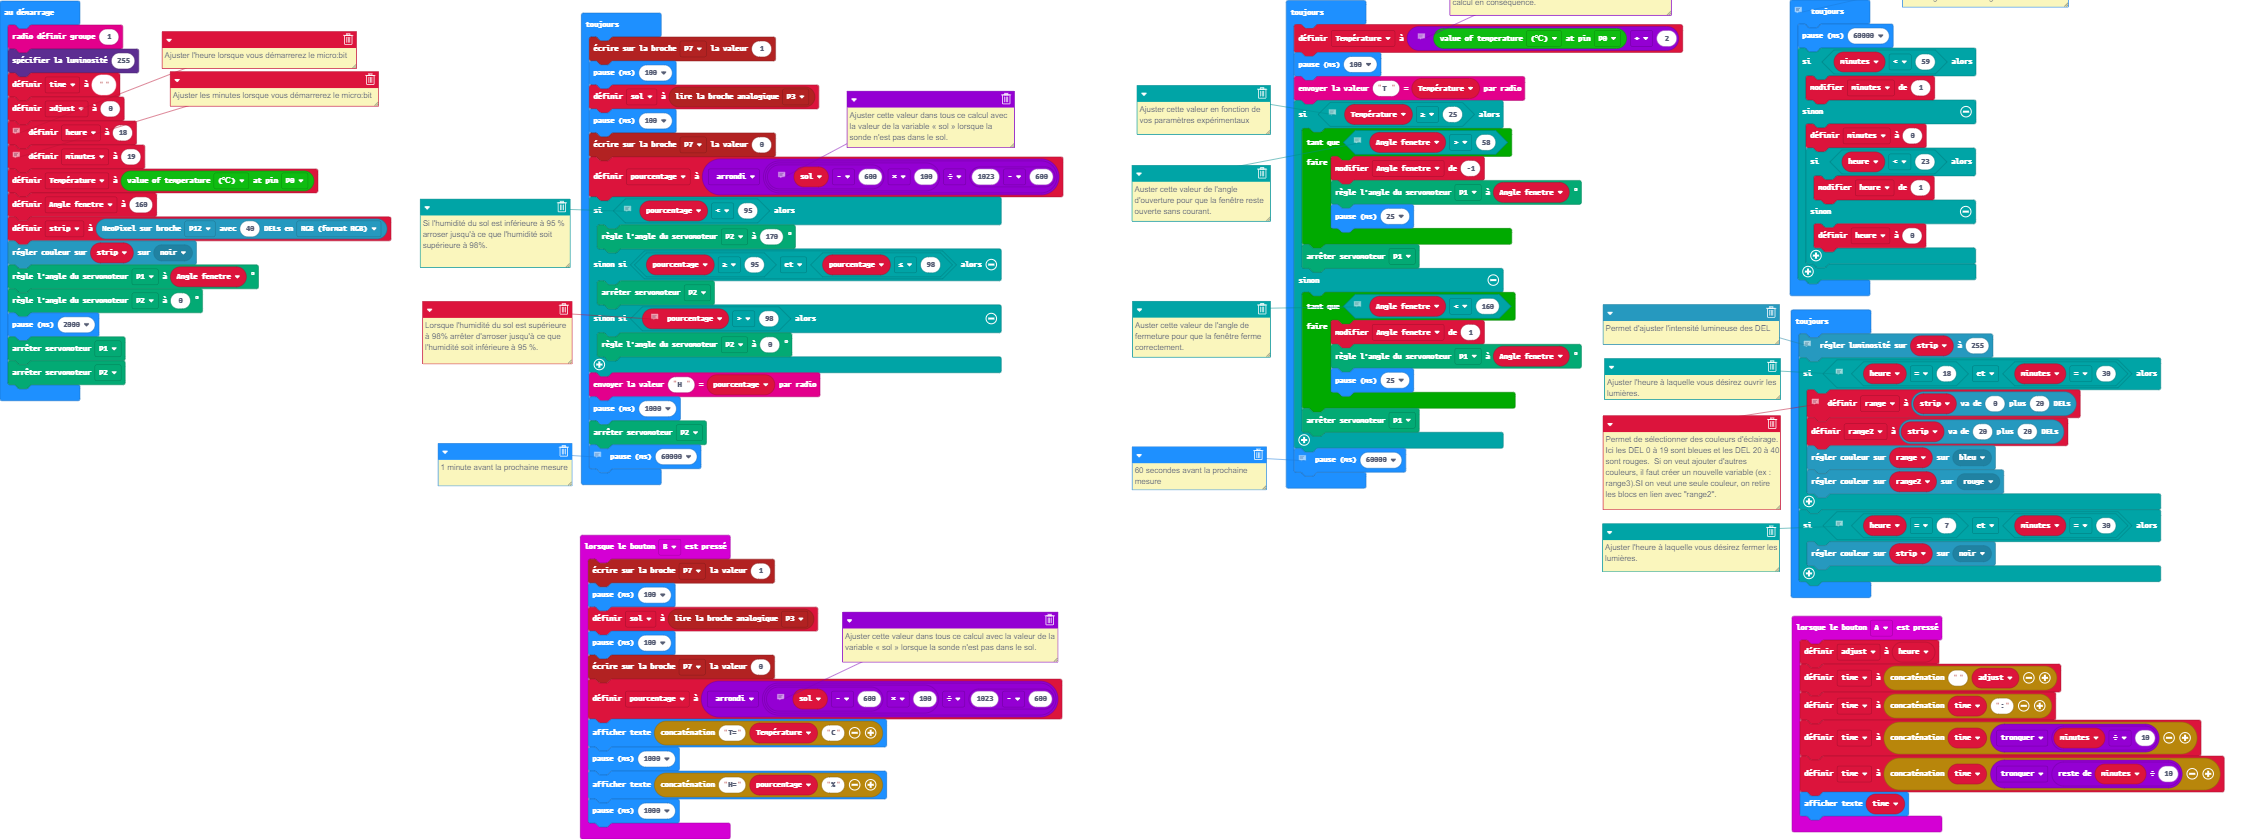 au démarrage
radio définir groupe 1
spécifier la luminosité 255
définir time à " "
définir adjust à 0
définir heure à 18
définir minutes à 19
définir Température à value of temperature (℃) at pin P0
définir Angle fenetre à 160
définir strip à NeoPixel sur broche P12 avec 40 DELs en RGB (format RGB)
régler couleur sur strip sur noir
règle l'angle du servomoteur P1 à Angle fenetre °
règle l'angle du servomoteur P2 à 0 °
pause (ms) 2000
arrêter servomoteur P1
arrêter servomoteur P2
Ajuster l'heure lorsque vous démarerez le micro:bit
Ajuster les minutes lorsque vous démarerez le micro:bit
toujours
écrire sur la broche P7 la valeur 1
pause (ms) 100
définir sol à lire la broche analogique P3
pause (ms) 100
écrire sur la broche P7 la valeur 0
définir pourcentage à arrondi sol - 600 × 100 ÷ 1023 - 600
si pourcentage < 95 alors
règle l'angle du servomoteur P2 à 170 °
sinon si pourcentage ≥ 95 et pourcentage ≤ 98 alors
arrêter servomoteur P2
sinon si pourcentage > 98 alors
règle l'angle du servomoteur P2 à 0 °
envoyer la valeur "H " = pourcentage par radio
pause (ms) 1000
arrêter servomoteur P2
pause (ms) 60000
Ajuster cette valeur dans tous ce calcul avec
la valeur de la variable « sol » lorsque la
sonde n'est pas dans le sol.
Si l'humidité du sol est inférieure à 95 %
arroser jusqu'à ce que l'humidité soit
supérieure à 98%.
Lorsque l'humidité du sol est supérieure
à 98% arrêter d'arroser jusqu'à ce que
l'humidité soit inférieure à 95 %.
1 minute avant la prochaine mesure
lorsque le bouton B est pressé
écrire sur la broche P7 la valeur 1
pause (ms) 100
définir sol à lire la broche analogique P3
pause (ms) 100
écrire sur la broche P7 la valeur 0
définir pourcentage à arrondi sol - 600 × 100 ÷ 1023 - 600
afficher texte concaténation "T=" Température "C"
pause (ms) 1000
afficher texte concaténation "H=" pourcentage "%"
pause (ms) 1000
Ajuster cette valeur dans tous ce calcul avec la valeur de la
variable « sol » lorsque la sonde n'est pas dans le sol.
calcul en conséquence.
toujours
définir Température à value of temperature (℃) at pin P0 - 2
pause (ms) 100
envoyer la valeur "T " = Température par radio
si Température ≥ 25 alors
tant que Angle fenetre > 58
faire modifier Angle fenetre de -1
règle l'angle du servomoteur P1 à Angle fenetre °
pause (ms) 25
arrêter servomoteur P1
sinon
tant que Angle fenetre < 160
faire modifier Angle fenetre de 1
règle l'angle du servomoteur P1 à Angle fenetre °
pause (ms) 25
arrêter servomoteur P1
pause (ms) 60000
Ajuster cette valeur en fonction de
vos paramètres expérimentaux
Auster cette valeur de l'angle
d'ouverture pour que la fenêtre reste
ouverte sans courant.
Auster cette valeur de l'angle de
fermeture pour que la fenêtre ferme
correctement.
60 secondes avant la prochaine
mesure
toujours
pause (ms) 60000
si minutes < 59 alors
modifier minutes de 1
sinon
définir minutes à 0
si heure < 23 alors
modifier heure de 1
sinon
définir heure à 0
toujours
régler luminosité sur strip à 255
si heure = 18 et minutes = 30 alors
définir range à strip va de 0 plus 20 DELs
définir range2 à strip va de 20 plus 20 DELs
régler couleur sur range sur bleu
régler couleur sur range2 sur rouge
si heure = 7 et minutes = 30 alors
régler couleur sur strip sur noir
Permet d'ajuster l'intensité lumineuse des DEL
Ajuster l'heure à laquelle vous désirez ouvrir les
lumières.
Permet de sélectionner des couleurs d'éclairage.
Ici les DEL 0 à 19 sont bleues et les DEL 20 à 40
sont rouges. Si on veut ajouter d'autres
couleurs, il faut créer un nouvelle variable (ex :
range3).SI on veut une seule couleur, on retire
les blocs en lien avec "range2".
Ajuster l'heure à laquelle vous désirez fermer les
lumières.
lorsque le bouton A est pressé
définir adjust à heure
définir time à concaténation " " adjust
définir time à concaténation time ":"
définir time à concaténation time tronquer minutes ÷ 10
définir time à concaténation time tronquer reste de minutes ÷ 10
afficher texte time